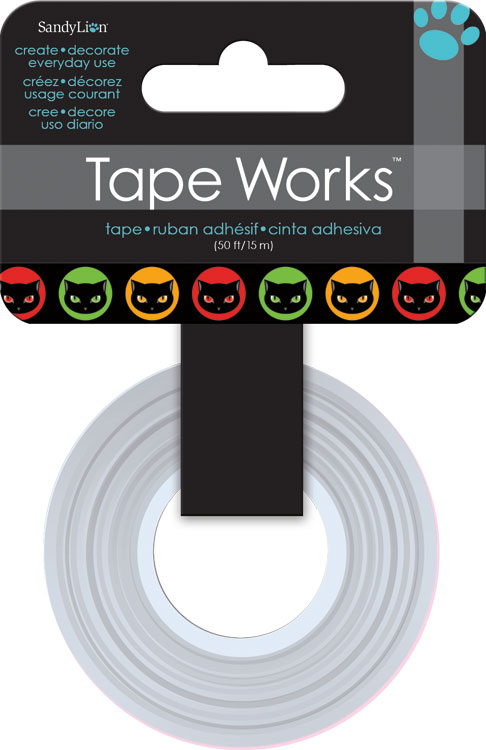 SandyLion
create•decorate
everyday use
créez•décorez
usage courant
cree•decore
uso diario
Tape Works™
tape•ruban adhésif•cinta adhesiva
(50 ft/15 m)